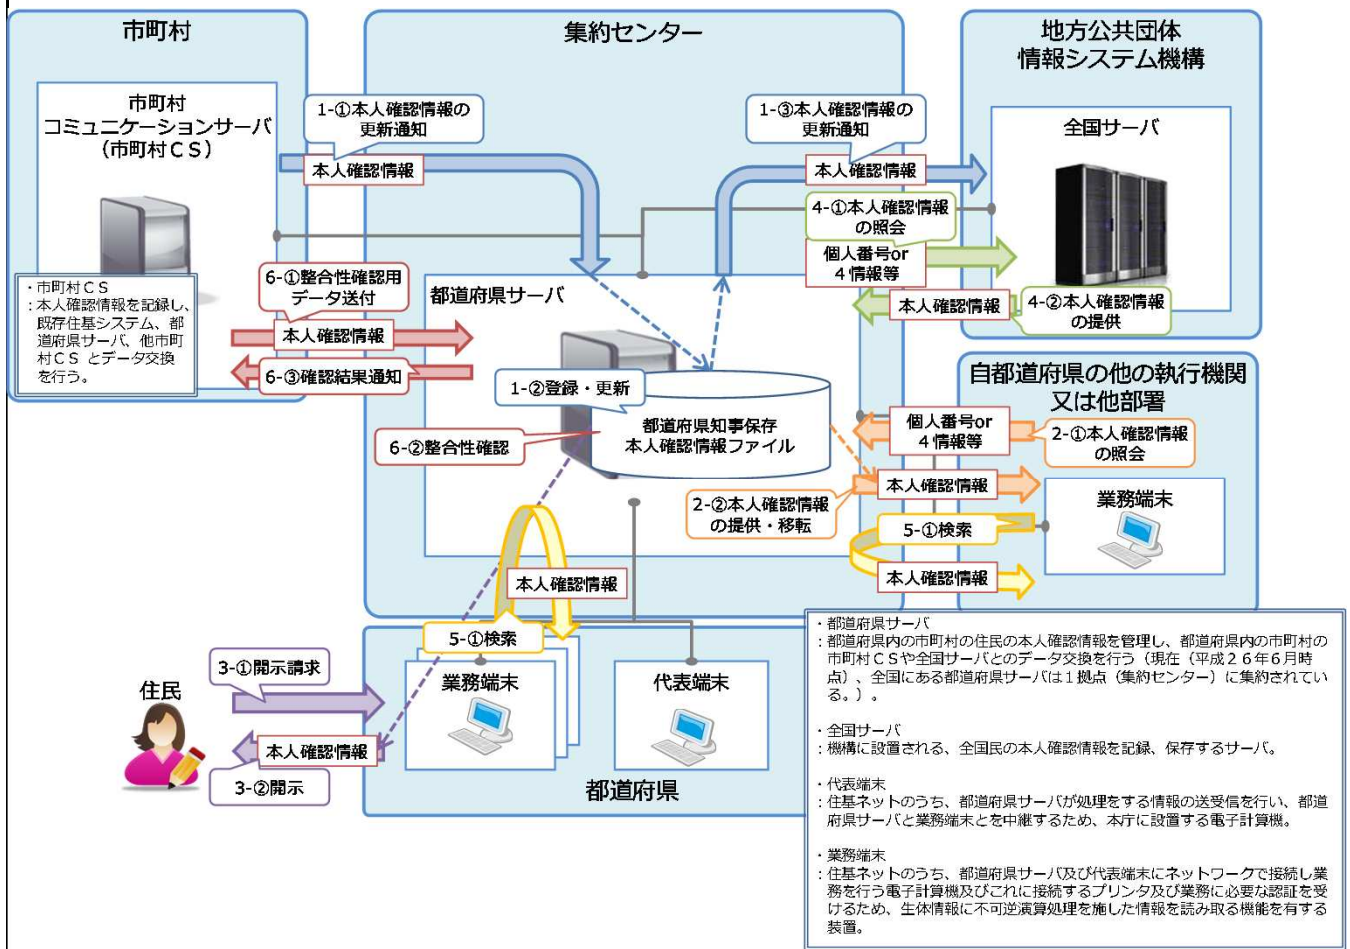 市町村
集約センター
地方公共団体
情報システム機構
市町村
コミュニケーションサーバ
（市町村ＣＳ）
1-①本人確認情報の
更新通知
本人確認情報
1-③本人確認情報の
更新通知
本人確認情報
全国サーバ
4-①本人確認情報
の照会
個人番号or
４情報等
本人確認情報
4-②本人確認情報
の提供
・市町村ＣＳ
：本人確認情報を記録し、
既存住基システム、都
道府県サーバ、他市町
村ＣＳ とデータ交換
を行う。
6-①整合性確認用
データ送付
本人確認情報
6-③確認結果通知
都道府県サーバ
1-②登録・更新
都道府県知事保存
本人確認情報ファイル
6-②整合性確認
自都道府県の他の執行機関
又は他部署
個人番号or
４情報等
2-①本人確認情報
の照会
本人確認情報
2-②本人確認情報
の提供・移転
業務端末
5-①検索
本人確認情報
本人確認情報
5-①検索
住民
3-①開示請求
本人確認情報
3-②開示
業務端末
代表端末
都道府県
・都道府県サーバ
：都道府県内の市町村の住民の本人確認情報を管理し、都道府県内の市町村の
市町村ＣＳや全国サーバとのデータ交換を行う（現在（平成２６年６月時
点）、全国にある都道府県サーバは１拠点（集約センター）に集約されてい
る。）。
・全国サーバ
：機構に設置される、全国民の本人確認情報を記録、保存するサーバ。
・代表端末
：住基ネットのうち、都道府県サーバが処理をする情報の送受信を行い、都道
府県サーバと業務端末とを中継するため、本庁に設置する電子計算機。
・業務端末
：住基ネットのうち、都道府県サーバ及び代表端末にネットワークで接続し業
務を行う電子計算機及びこれに接続するプリンタ及び業務に必要な認証を受
けるため、生体情報に不可逆演算処理を施した情報を読み取る機能を有する
装置。